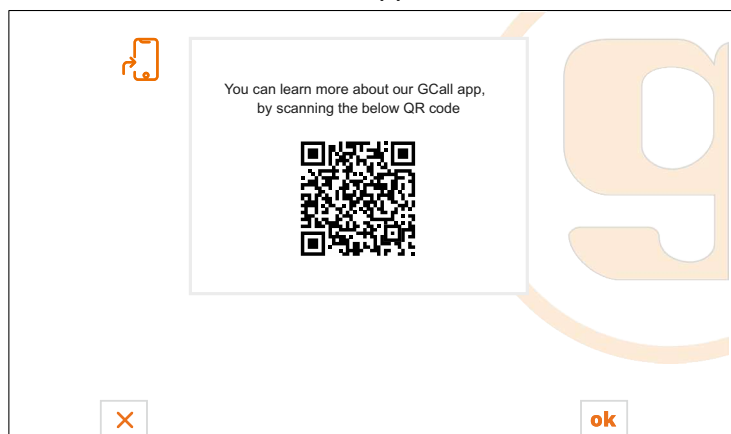 You can learn more about our GCall app,
by scanning the below QR code
g
ok